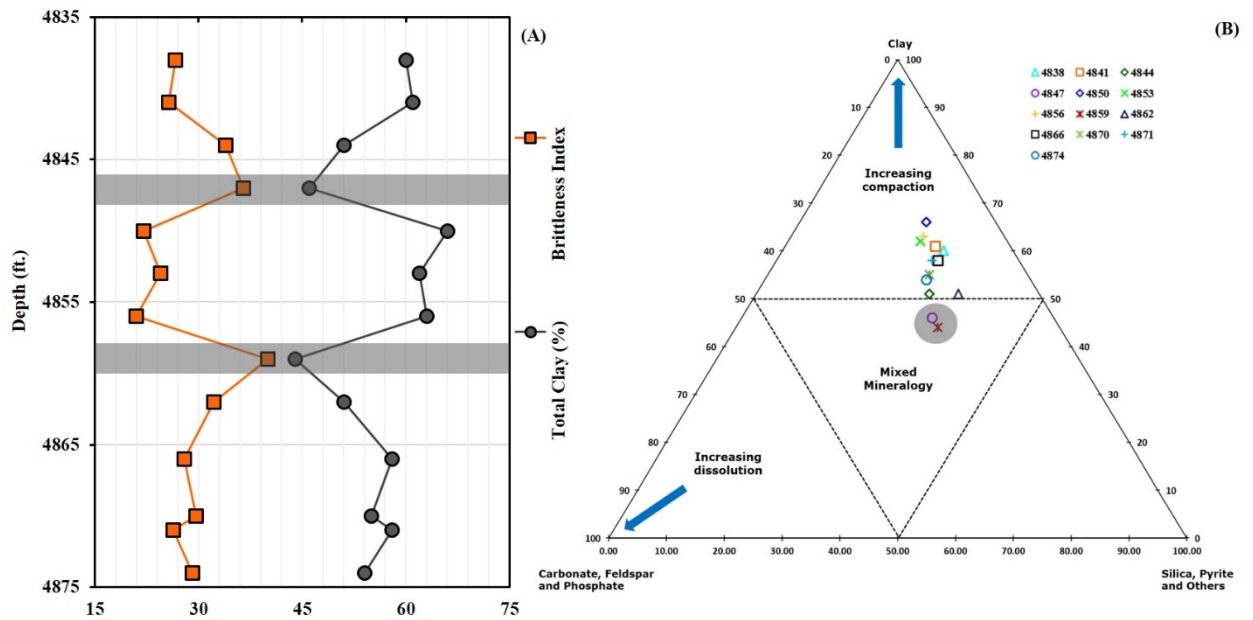 (A)
4835
4845
4855
4865
4875
Depth (ft.)
15 30 45 60 75
Brittleness Index
Total Clay (%)
(B)
Clay
0 100
10 90
20 80
30 70
40 60
50 50
60 40
70 30
80 20
90 10
100 0
4838 4841 4844
4847 4850 4853
4856 4859 4862
4866 4870 4871
4874
Increasing
compaction
Mixed
Mineralogy
Increasing
dissolution
0.00 10.00 20.00 30.00 40.00 50.00 60.00 70.00 80.00 90.00 100.00
Carbonate, Feldspar
and Phosphate
Silica, Pyrite
and Others